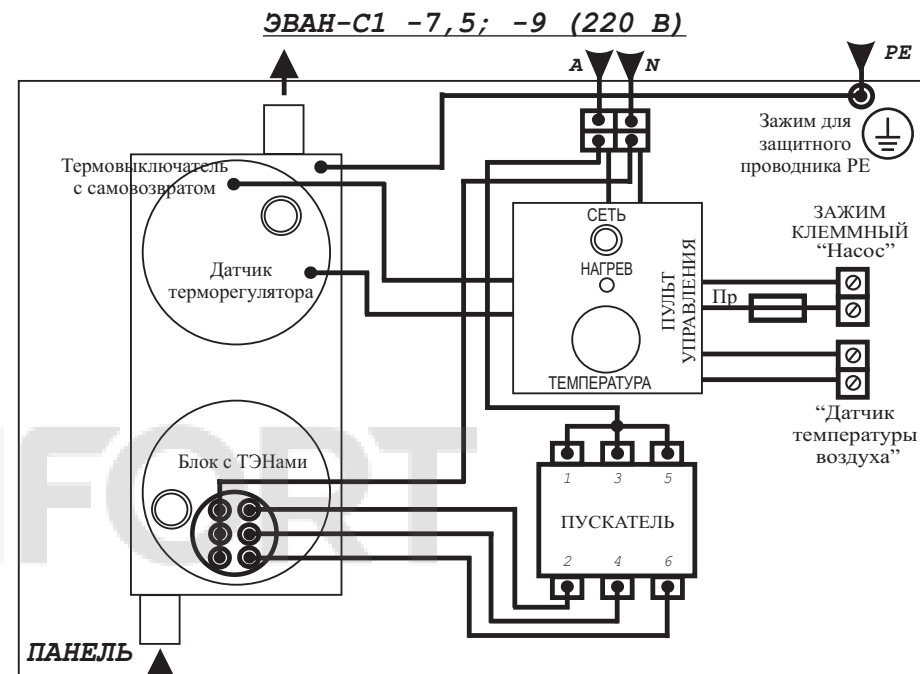 ЭВАН-С1 -7,5; -9 (220 В)
A
N
PE
Зажим для
защитного
проводника PE
Термовыключатель
с самовозвратом
Датчик
терморегулятора
СЕТЬ
НАГРЕВ
ТЕМПЕРАТУРА
ПУЛЬТ
УПРАВЛЕНИЯ
ЗАЖИМ
КЛЕММНЫЙ
“Насос”
Пр
“Датчик
температуры
воздуха”
Блок с ТЭНами
1 3 5
ПУСКАТЕЛЬ
2 4 6
ПАНЕЛЬ
FORT